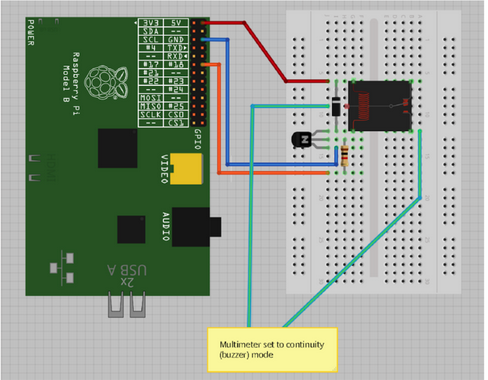 POWER
Raspberry Pi
Model B
3V3 5V
SDA --
SCL GND
#4 TXD
-- RXD
#17 #18
#21 --
#22 #23
-- #24
MOSI --
MISO #25
SCLK CS0
-- CS1
GPIO
VIDEO
AUDIO
USB A
2x
N
Multimeter set to continuity
(buzzer) mode